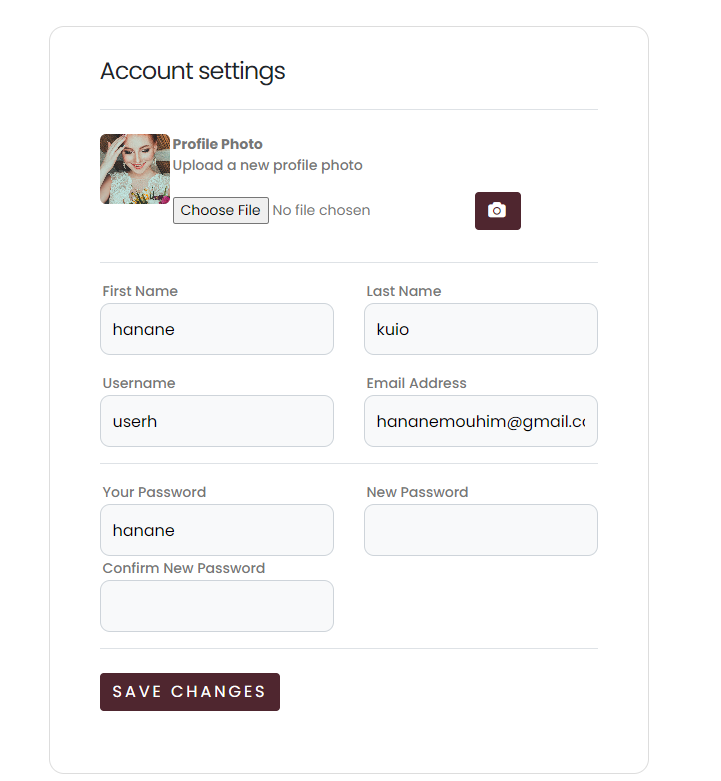 Account settings
Profile Photo
Upload a new profile photo
Choose File No file chosen
First Name Last Name
hanane kuio
Username Email Address
userh hananemouhim@gmail.c
Your Password New Password
hanane
Confirm New Password
SAVE CHANGES